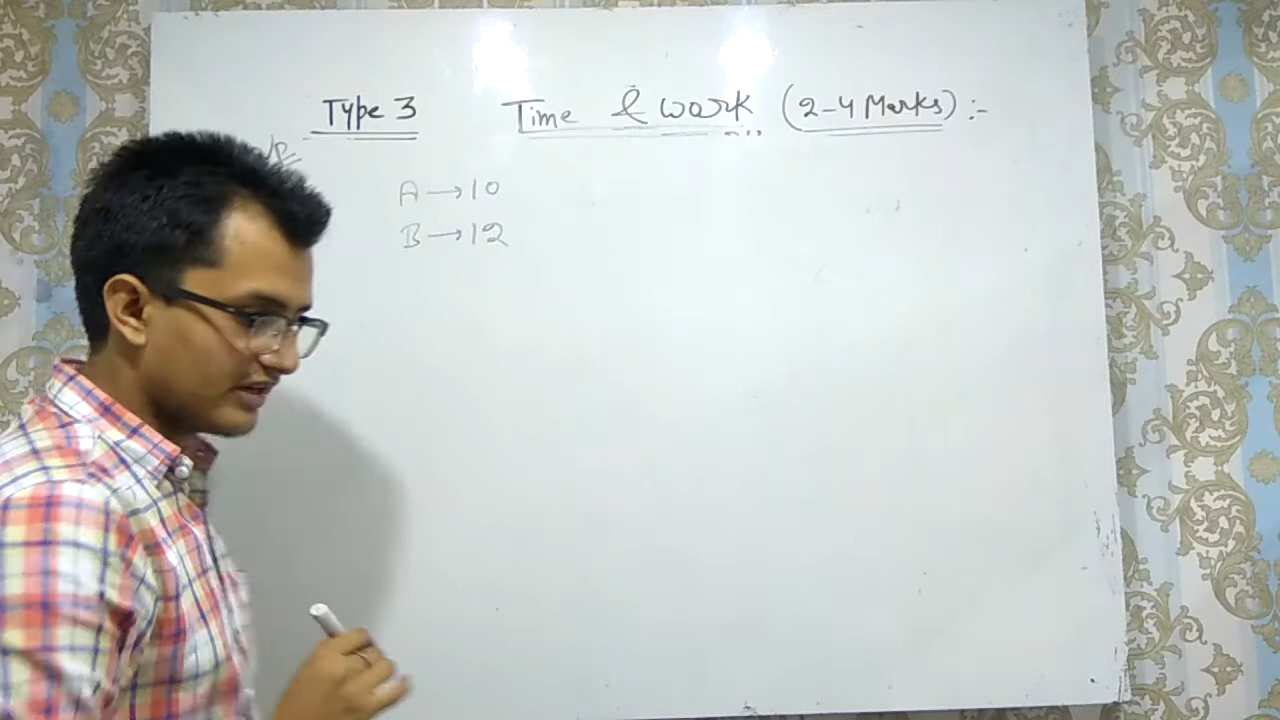 Type 3 Time & work (2-4 Marks) :-
A → 10
B → 12